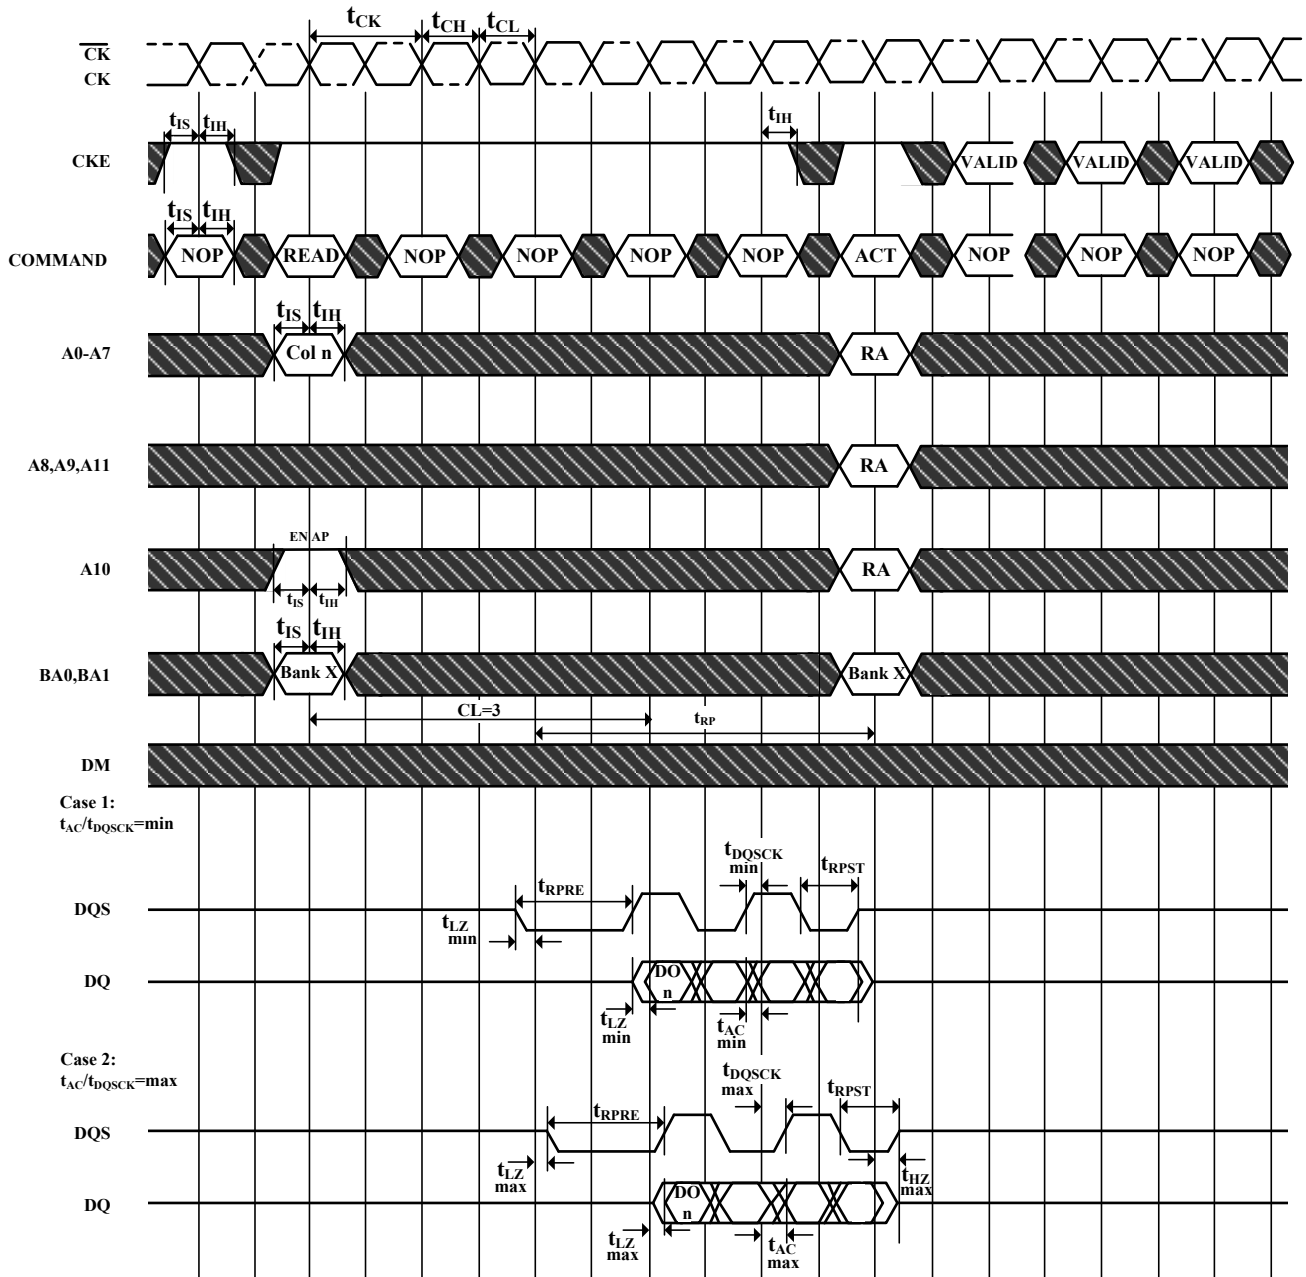 tCK tCH tCL
CK
CK
tIS tIH tIH
CKE VALID VALID VALID
tIS tIH
COMMAND NOP READ NOP NOP NOP NOP ACT NOP NOP NOP
tIS tIH
A0-A7 Col n RA
A8,A9,A11 RA
EN AP
A10 RA
tIS tIH
tIS tIH
BA0,BA1 Bank X Bank X
CL=3 tRP
DM
Case 1:
tAC/tDQSCK=min
tDQSCK
min
tRPST
tRPRE
DQS
tLZ
min
DQ DO
n
tLZ
min
tAC
min
Case 2:
tAC/tDQSCK=max
tDQSCK
max
tRPST
tRPRE
DQS
tLZ
max
tHZ
max
DQ DO
n
tLZ
max
tAC
max